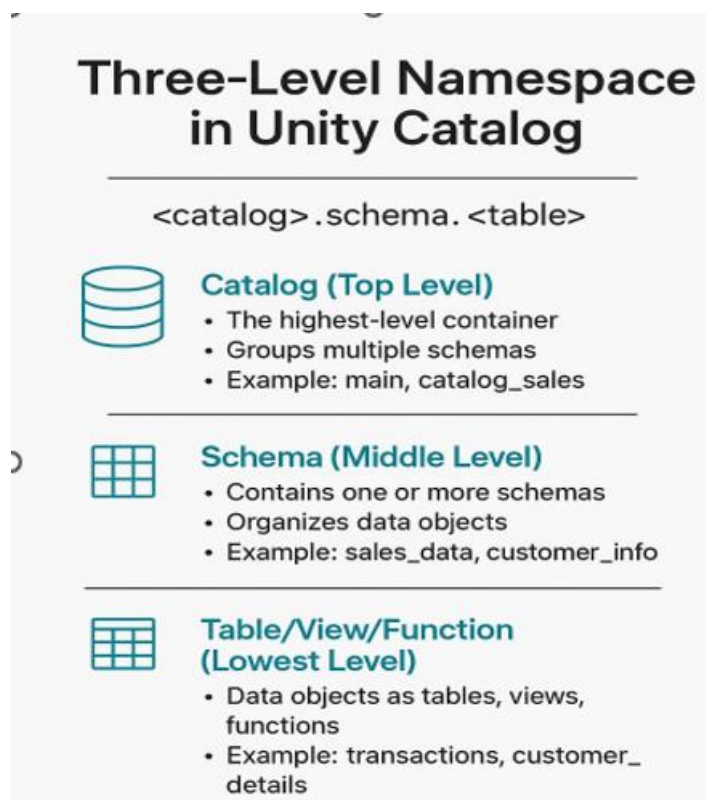 Three-Level Namespace
in Unity Catalog
<catalog>.schema.<table>
Catalog (Top Level)
• The highest-level container
• Groups multiple schemas
• Example: main, catalog_sales
Schema (Middle Level)
• Contains one or more schemas
• Organizes data objects
• Example: sales_data, customer_info
Table/View/Function
(Lowest Level)
• Data objects as tables, views,
functions
• Example: transactions, customer_
details